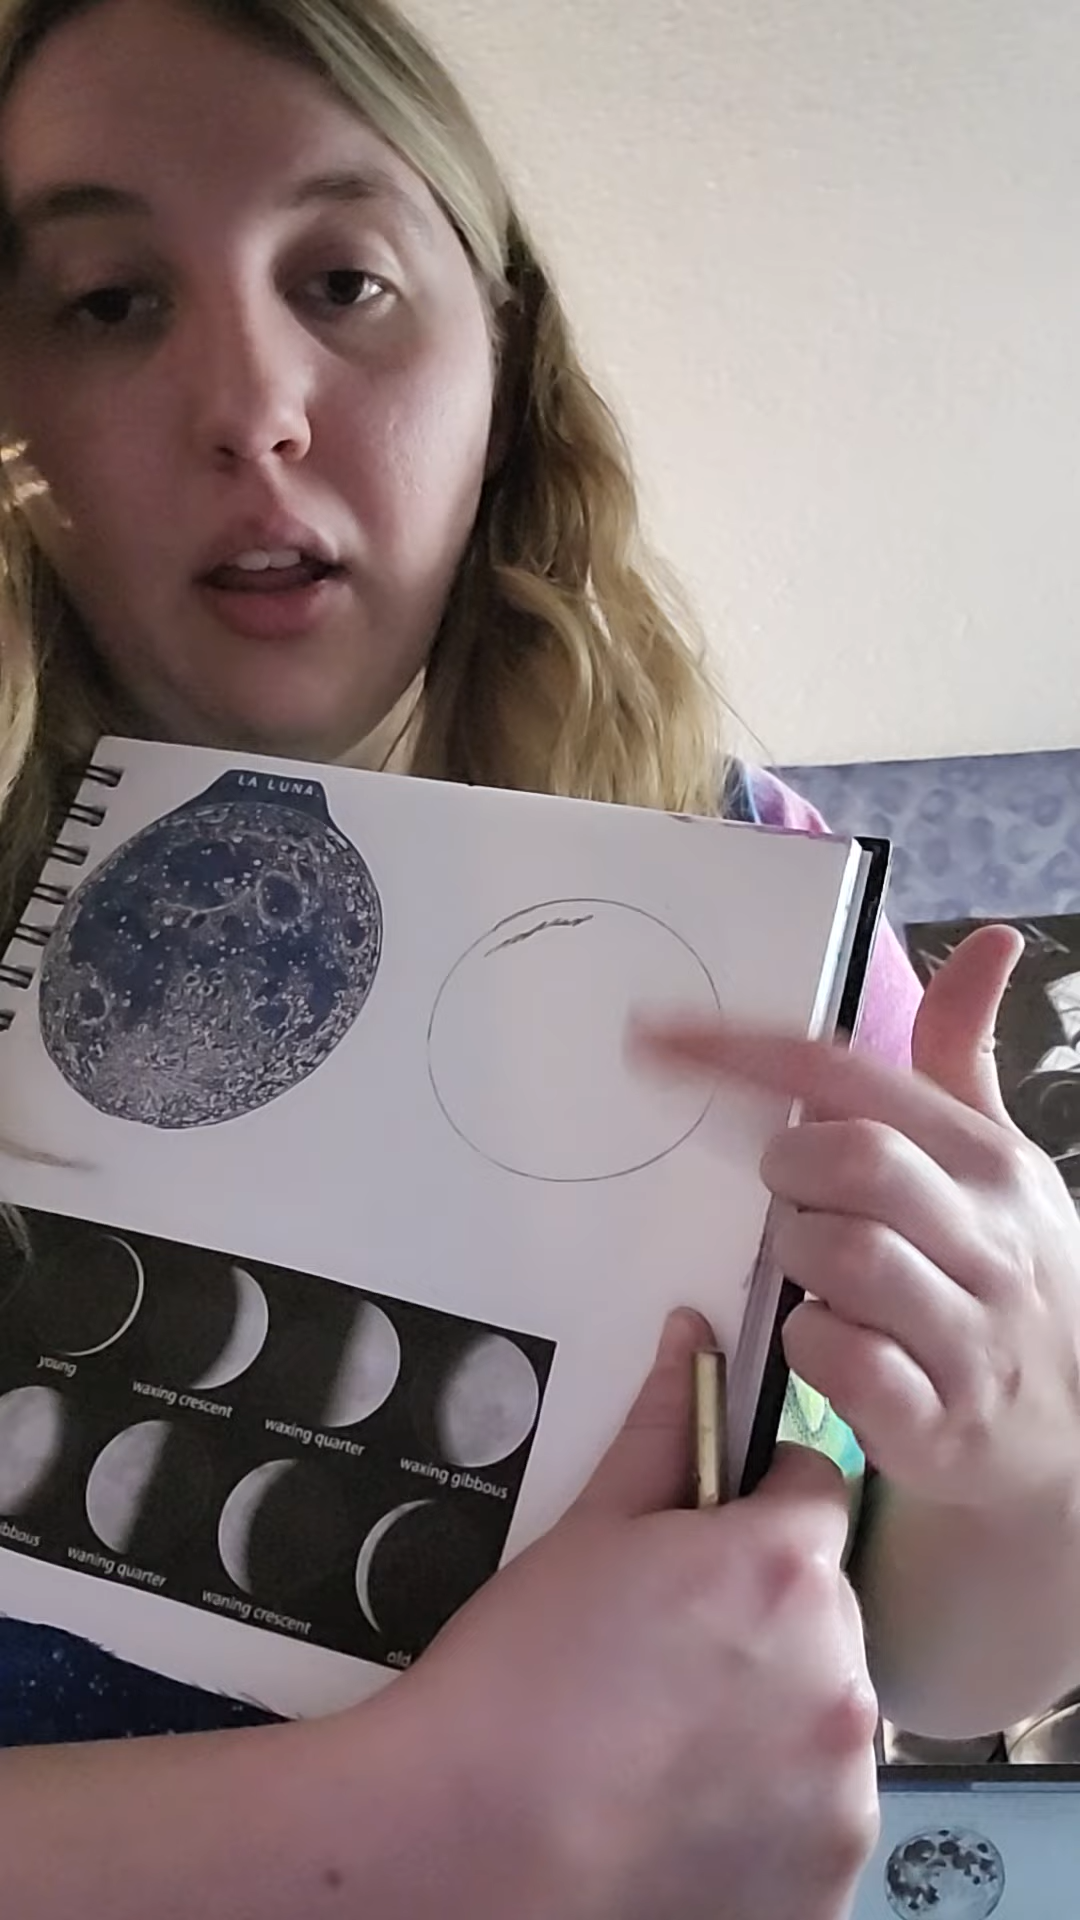 LA LUNA
young
waxing crescent
waxing quarter
waxing gibbous
waning quarter
waning crescent
old